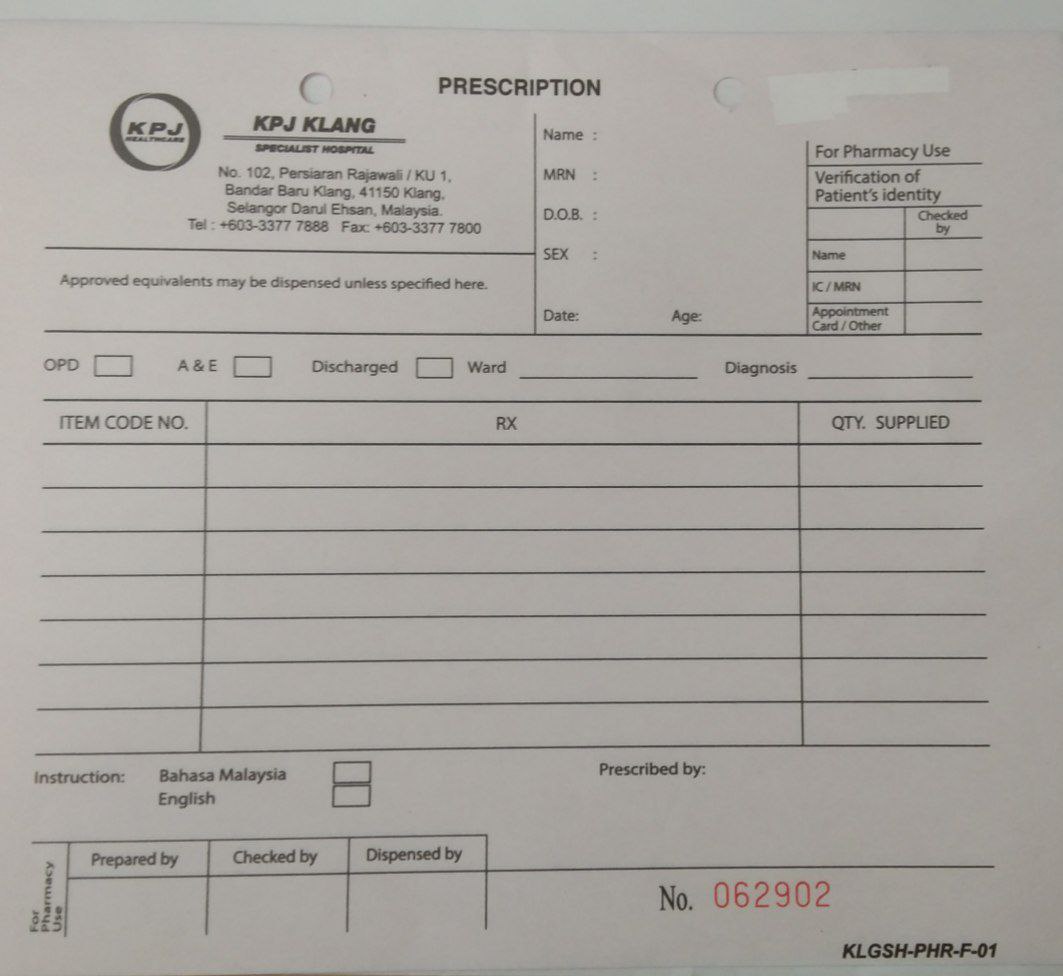 PRESCRIPTION
KPJ
HEALTHCARE
KPJ KLANG
SPECIALIST HOSPITAL
No. 102, Persiaran Rajawali / KU 1,
Bandar Baru Klang, 41150 Klang,
Selangor Darul Ehsan, Malaysia.
Tel : +603-3377 7888 Fax: +603-3377 7800
Approved equivalents may be dispensed unless specified here.
Name :
MRN :
D.O.B. :
SEX :
Date: Age:
For Pharmacy Use
Verification of
Patient's identity
Checked
by
Name
IC / MRN
Appointment
Card / Other
OPD A & E Discharged Ward Diagnosis
ITEM CODE NO. RX QTY. SUPPLIED
Instruction: Bahasa Malaysia
English
Prescribed by:
For
Pharmacy
Use
Prepared by Checked by Dispensed by
No. 062902
KLGSH-PHR-F-01